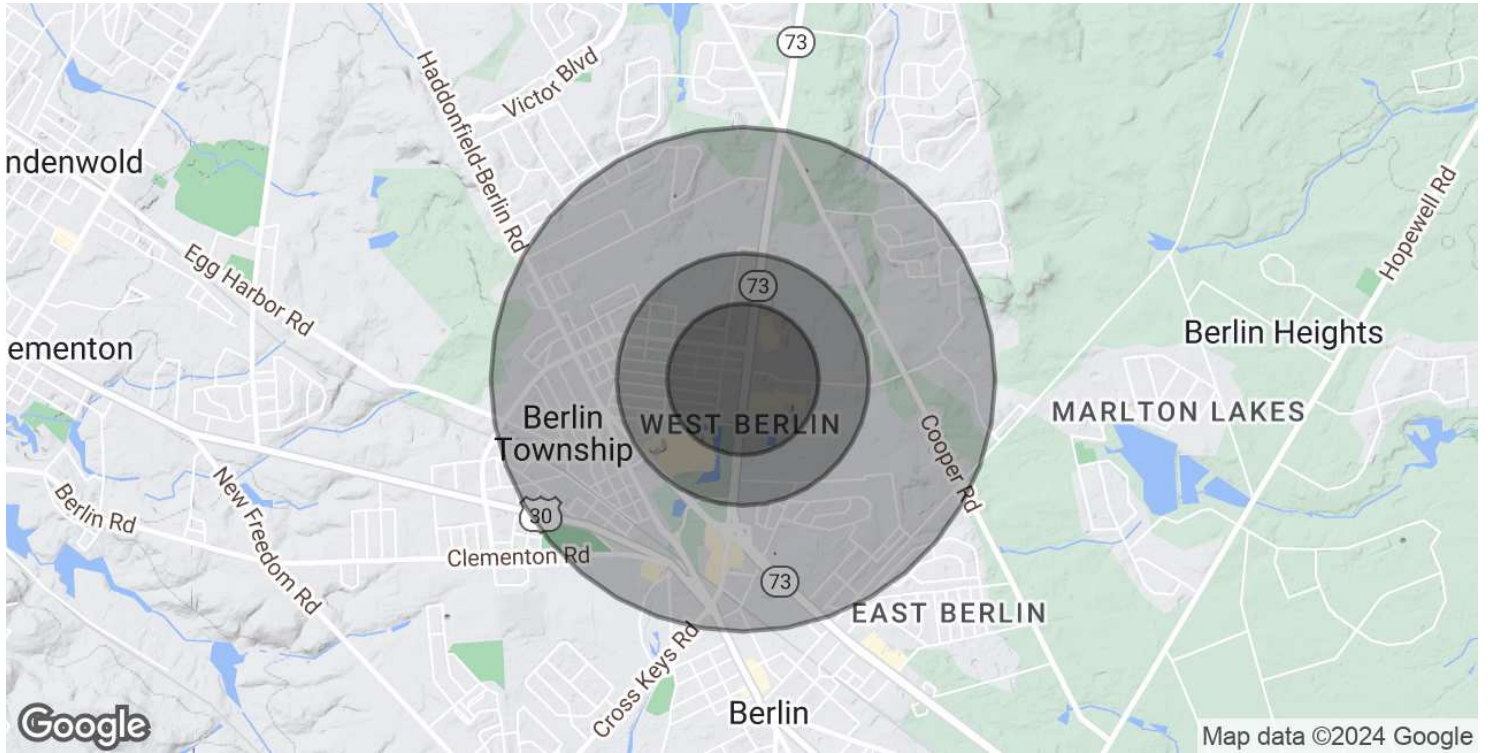 73
Victor Blvd
Haddonfield-Berlin Rd
ndenwold
Hopewell Rd
Egg Harbor Rd
73
Berlin Heights
ementon
MARLTON LAKES
Berlin
Township
WEST BERLIN
Cooper Rd
New Freedom Rd
Berlin Rd
30
Clementon Rd
73
EAST BERLIN
Cross Keys Rd
Berlin
Google
Map data ©2024 Google